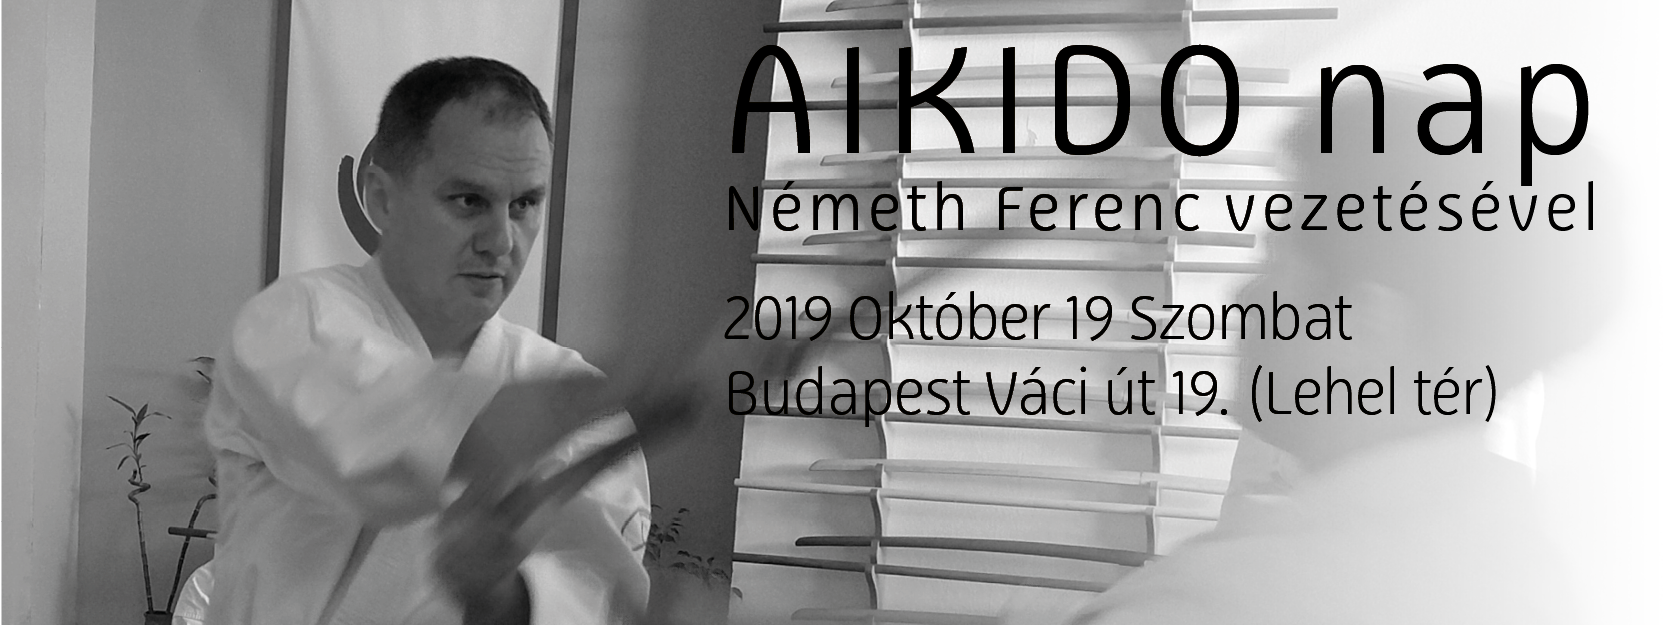 AIKIDO nap
Németh Ferenc vezetésével
2019 Október 19 Szombat
Budapest Váci út 19. (Lehel tér)